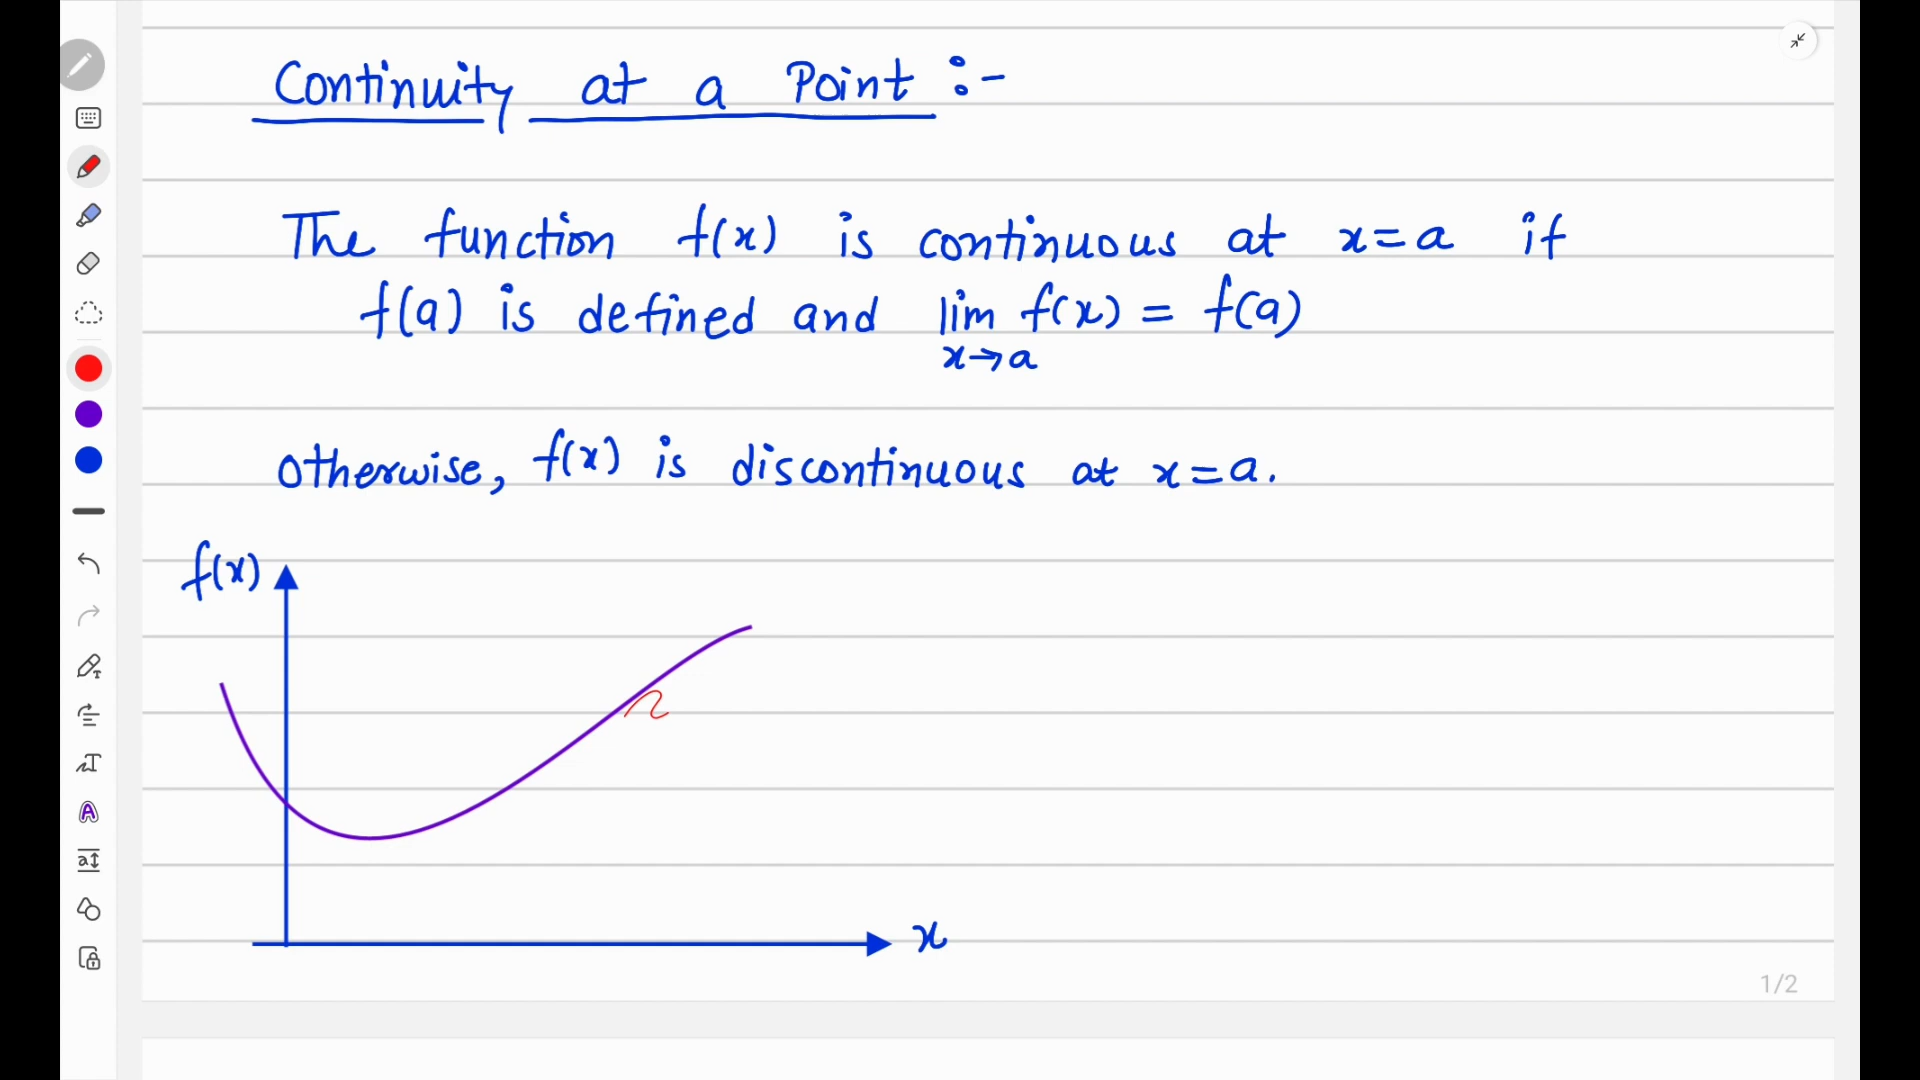 Continuity at a Point :-
The function f(x) is continuous at x=a if
f(a) is defined and lim f(x) = f(a)
x→a
Otherwise, f(x) is discontinuous at x=a.
f(x)
x
1/2